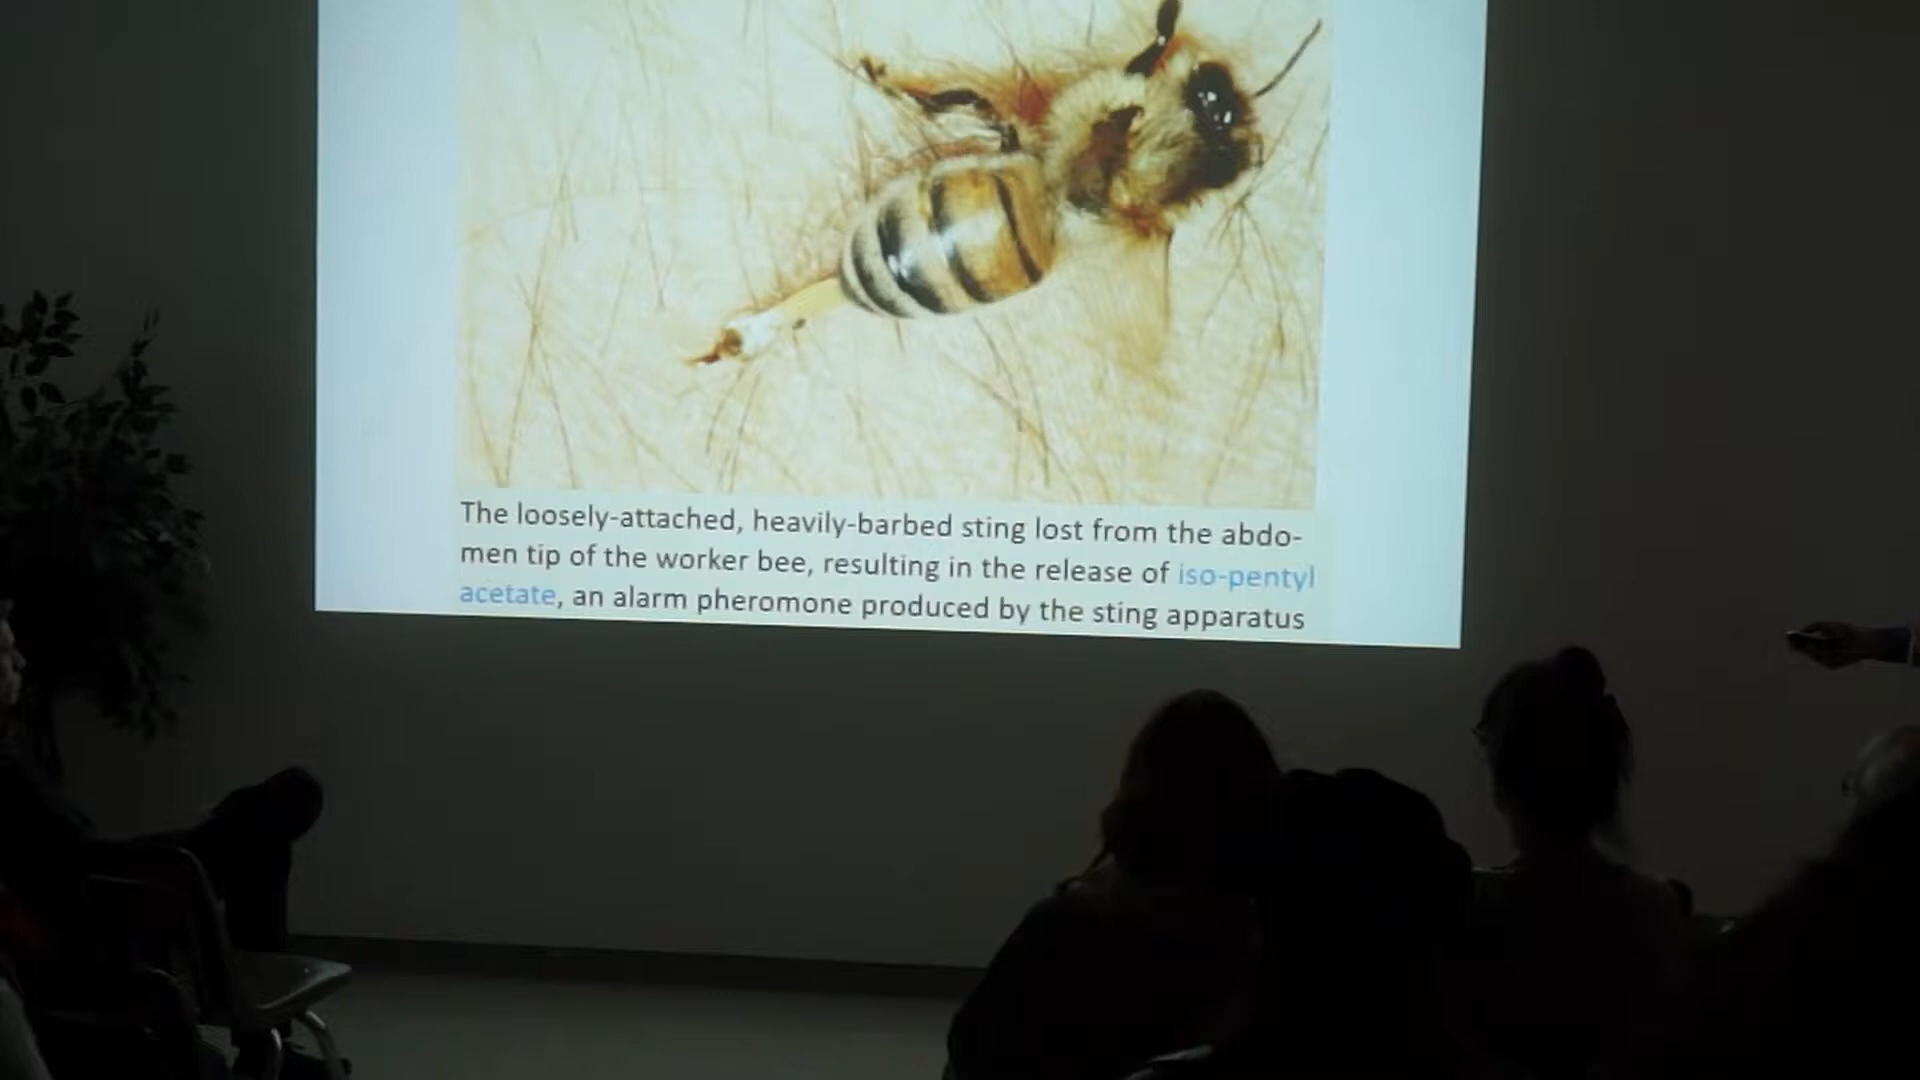 The loosely-attached, heavily-barbed sting lost from the abdo-
men tip of the worker bee, resulting in the release of iso-pentyl
acetate, an alarm pheromone produced by the sting apparatus